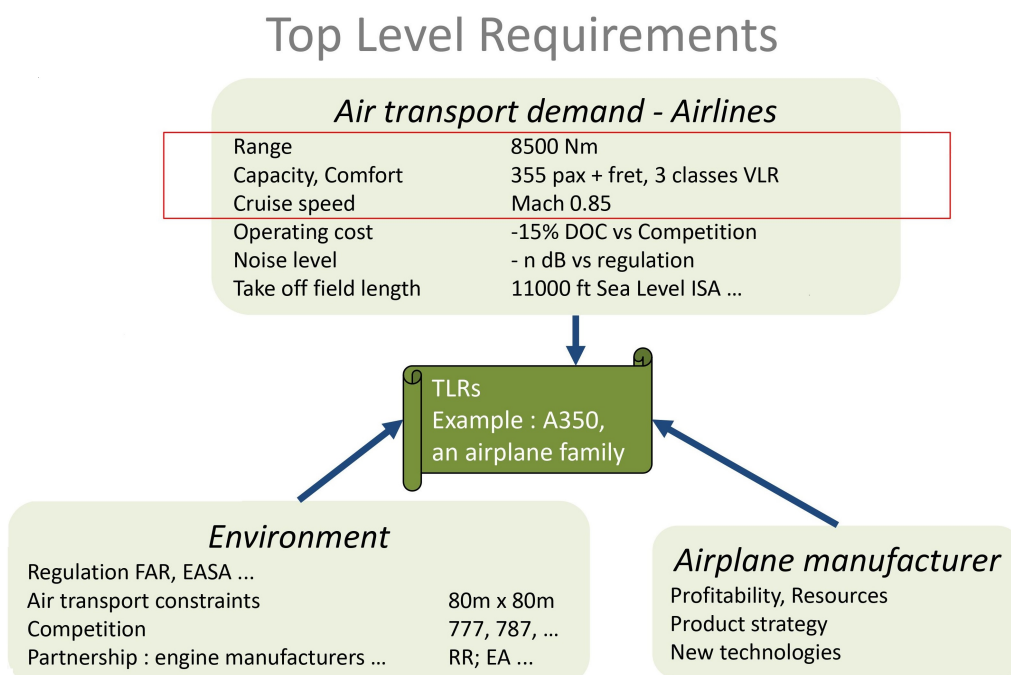 Top Level Requirements
Air transport demand - Airlines
Range 8500 Nm
Capacity, Comfort 355 pax + fret, 3 classes VLR
Cruise speed Mach 0.85
Operating cost -15% DOC vs Competition
Noise level - n dB vs regulation
Take off field length 11000 ft Sea Level ISA ...
TLRs
Example : A350,
an airplane family
Environment
Regulation FAR, EASA ...
Air transport constraints 80m x 80m
Competition 777, 787, ...
Partnership : engine manufacturers ... RR; EA ...
Airplane manufacturer
Profitability, Resources
Product strategy
New technologies